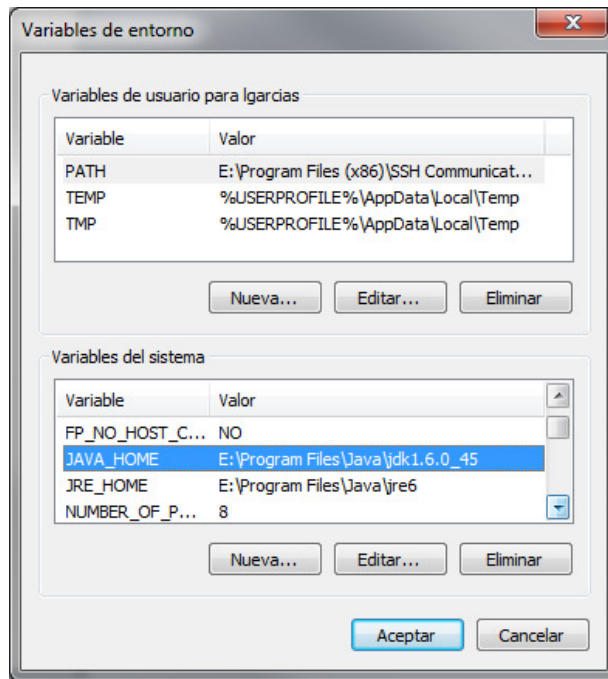 Variables de entorno
Variables de usuario para lgarcias
Variable Valor
PATH E:\Program Files (x86)\SSH Communicat...
TEMP %USERPROFILE%\AppData\Local\Temp
TMP %USERPROFILE%\AppData\Local\Temp
Nueva... Editar... Eliminar
Variables del sistema
Variable Valor
FP_NO_HOST_C... NO
JAVA_HOME E:\Program Files\Java\jdk1.6.0_45
JRE_HOME E:\Program Files\Java\jre6
NUMBER_OF_P... 8
Nueva... Editar... Eliminar
Aceptar Cancelar